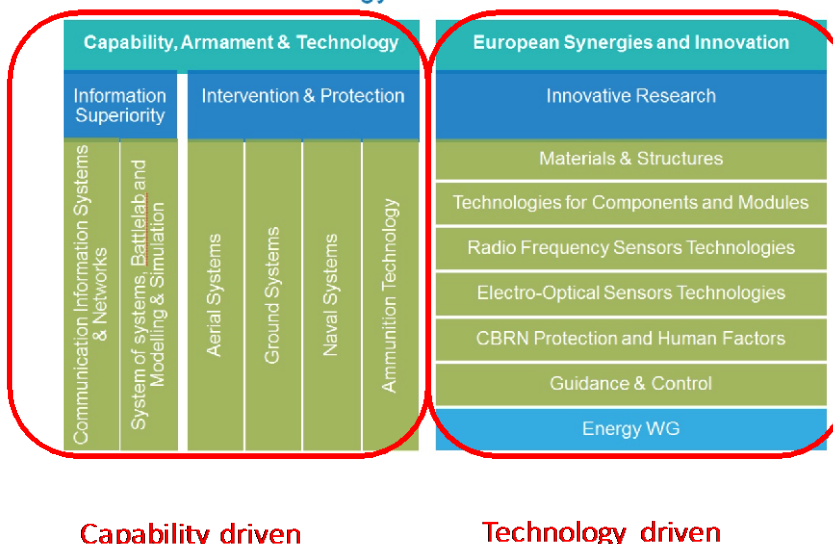 Capability, Armament & Technology
European Synergies and Innovation
Information
Superiority
Intervention & Protection
Innovative Research
Communication Information Systems
& Networks
System of systems, Battlelab and
Modelling & Simulation
Aerial Systems
Ground Systems
Naval Systems
Ammunition Technology
Materials & Structures
Technologies for Components and Modules
Radio Frequency Sensors Technologies
Electro-Optical Sensors Technologies
CBRN Protection and Human Factors
Guidance & Control
Energy WG
Capability driven
Technology driven